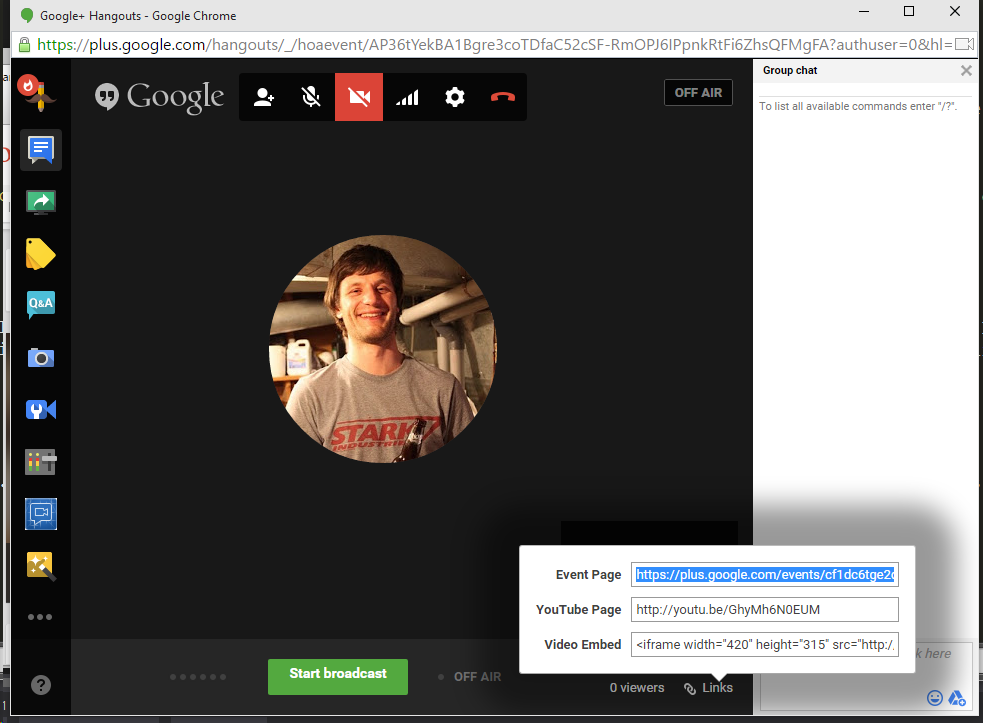 Google+ Hangouts - Google Chrome
https://plus.google.com/hangouts/_/hoaevent/AP36tYekBA1Bgre3coTDfaC52cSF-RmOPJ6IPpnkRtFi6ZhsQFMgFA?authuser=0&hl=
Google
OFF AIR
Group chat
To list all available commands enter "/?".
Q&A
STARK
INDUSTRIES
Event Page https://plus.google.com/events/cf1dc6tge2
YouTube Page http://youtu.be/GhyMh6N0EUM
Video Embed <iframe width="420" height="315" src="http:/
here
Start broadcast
OFF AIR
0 viewers
Links